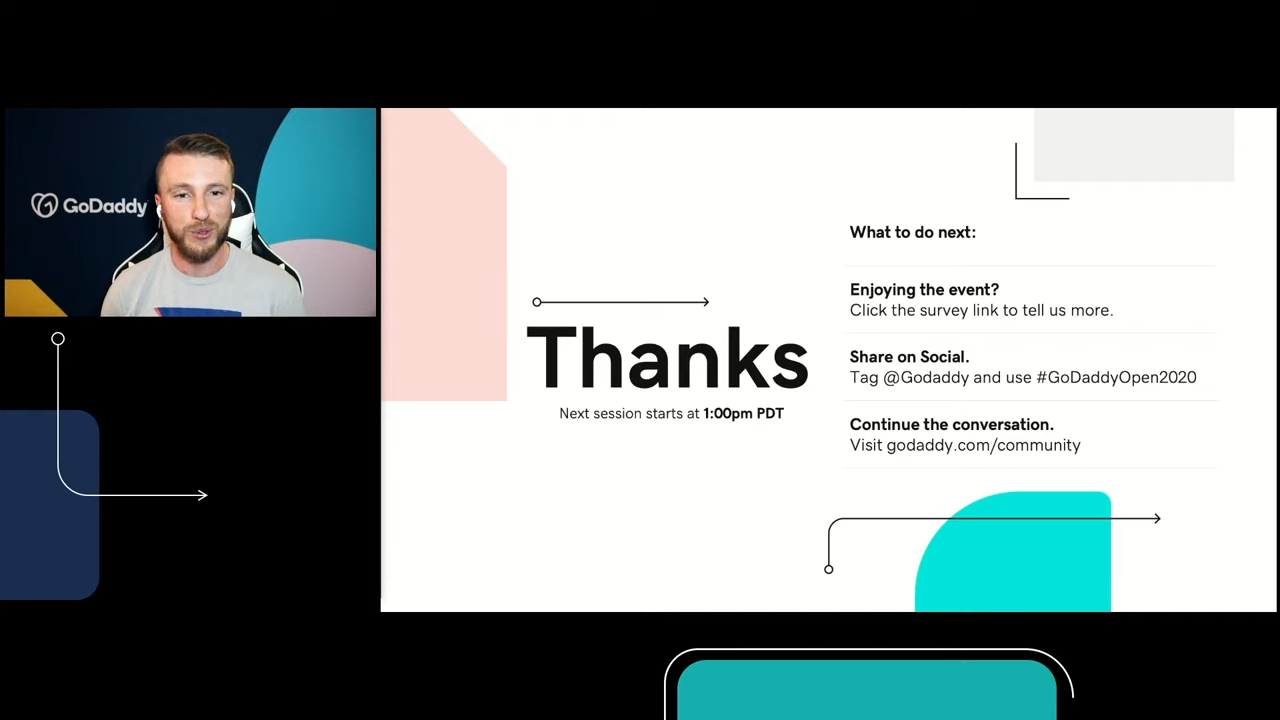 GoDaddy
What to do next:
Enjoying the event?
Click the survey link to tell us more.
Thanks
Next session starts at 1:00pm PDT
Share on Social.
Tag @Godaddy and use #GoDaddyOpen2020
Continue the conversation.
Visit godaddy.com/community